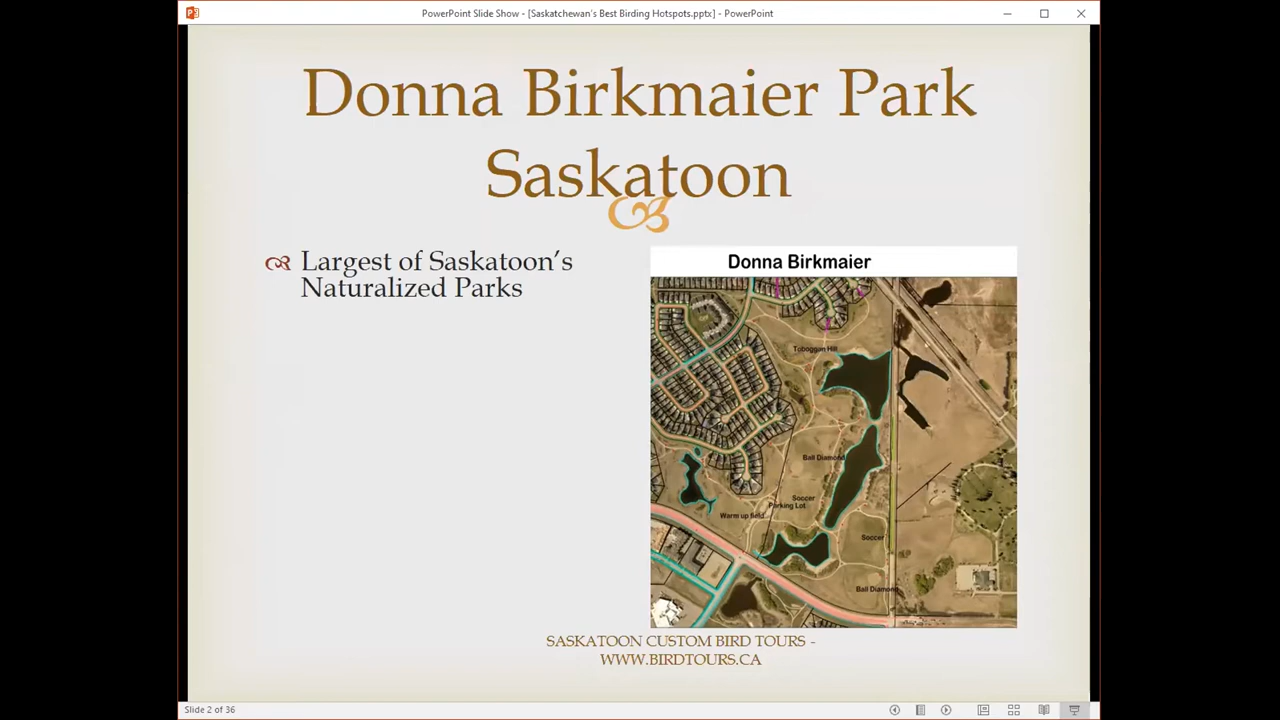 PowerPoint Slide Show - [Saskatchewan's Best Birding Hotspots.pptx] - PowerPoint
Donna Birkmaier Park
Saskatoon
Largest of Saskatoon's
Naturalized Parks
Donna Birkmaier
Toboggan Hill
Ball Diamond
Soccer
Parking Lot
Warm up field
Soccer
Ball Diamond
SASKATOON CUSTOM BIRD TOURS -
WWW.BIRDTOURS.CA
Slide 2 of 36